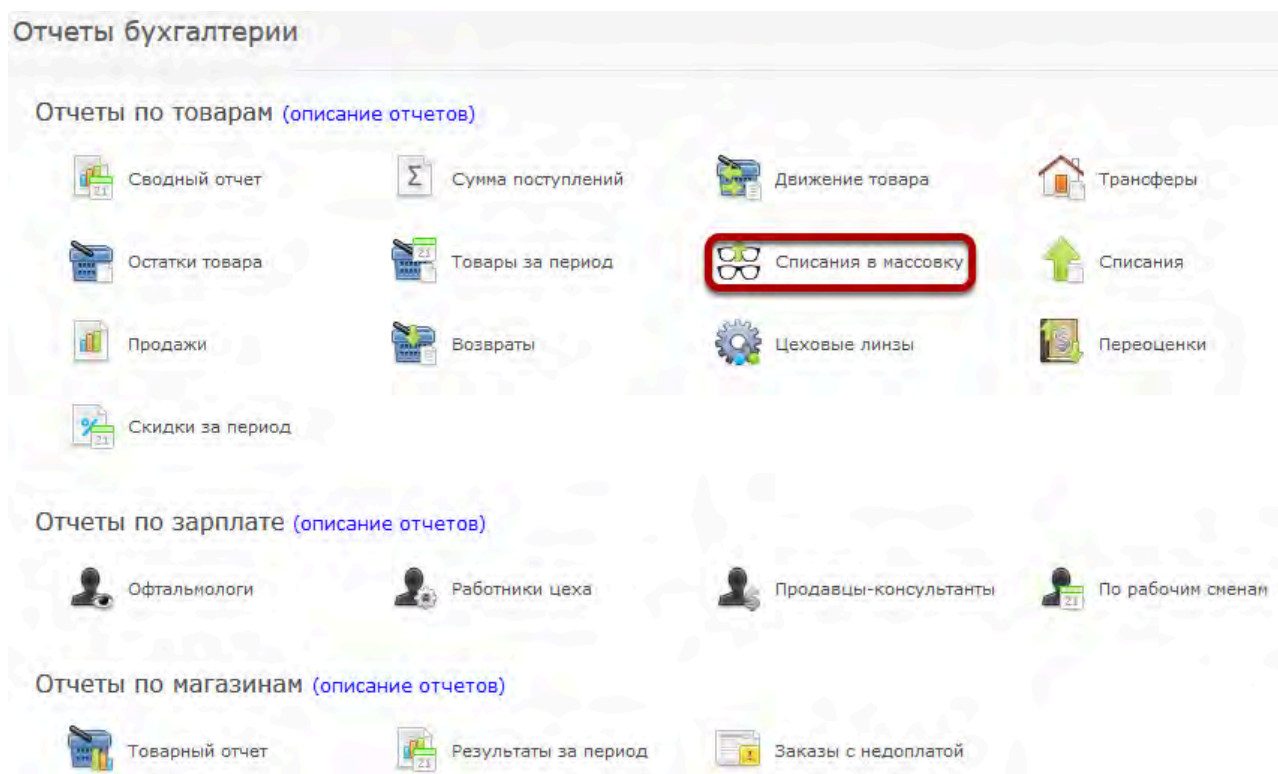 Отчеты бухгалтерии
Отчеты по товарам (описание отчетов)
Сводный отчет Сумма поступлений Движение товара Трансферы
Остатки товара Товары за период Списания в массовку Списания
Продажи Возвраты Цеховые линзы Переоценки
Скидки за период
Отчеты по зарплате (описание отчетов)
Офтальмологи Работники цеха Продавцы-консультанты По рабочим сменам
Отчеты по магазинам (описание отчетов)
Товарный отчет Результаты за период Заказы с недоплатой